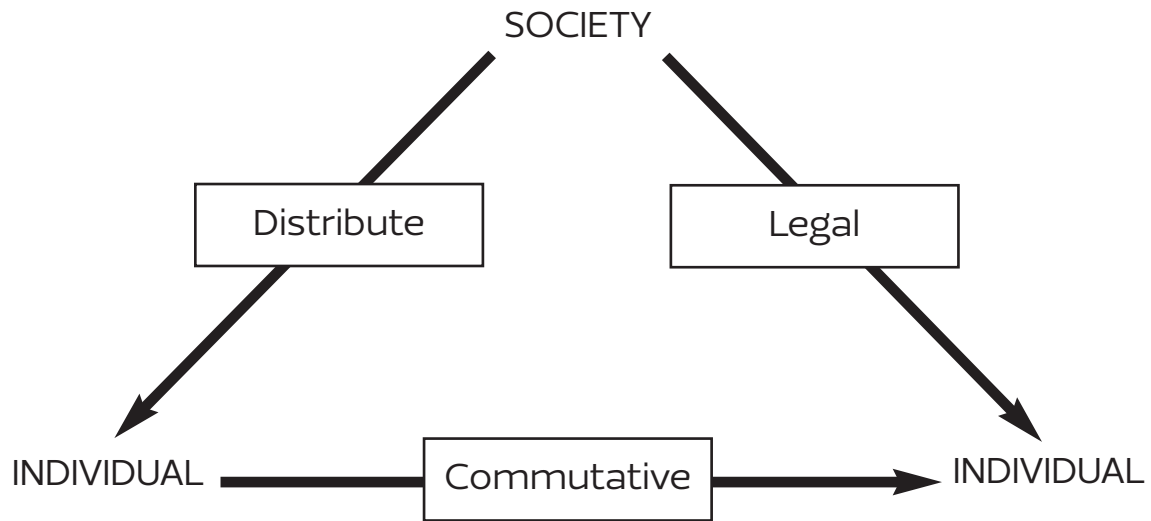 SOCIETY
Distribute
Legal
INDIVIDUAL
Commutative
INDIVIDUAL